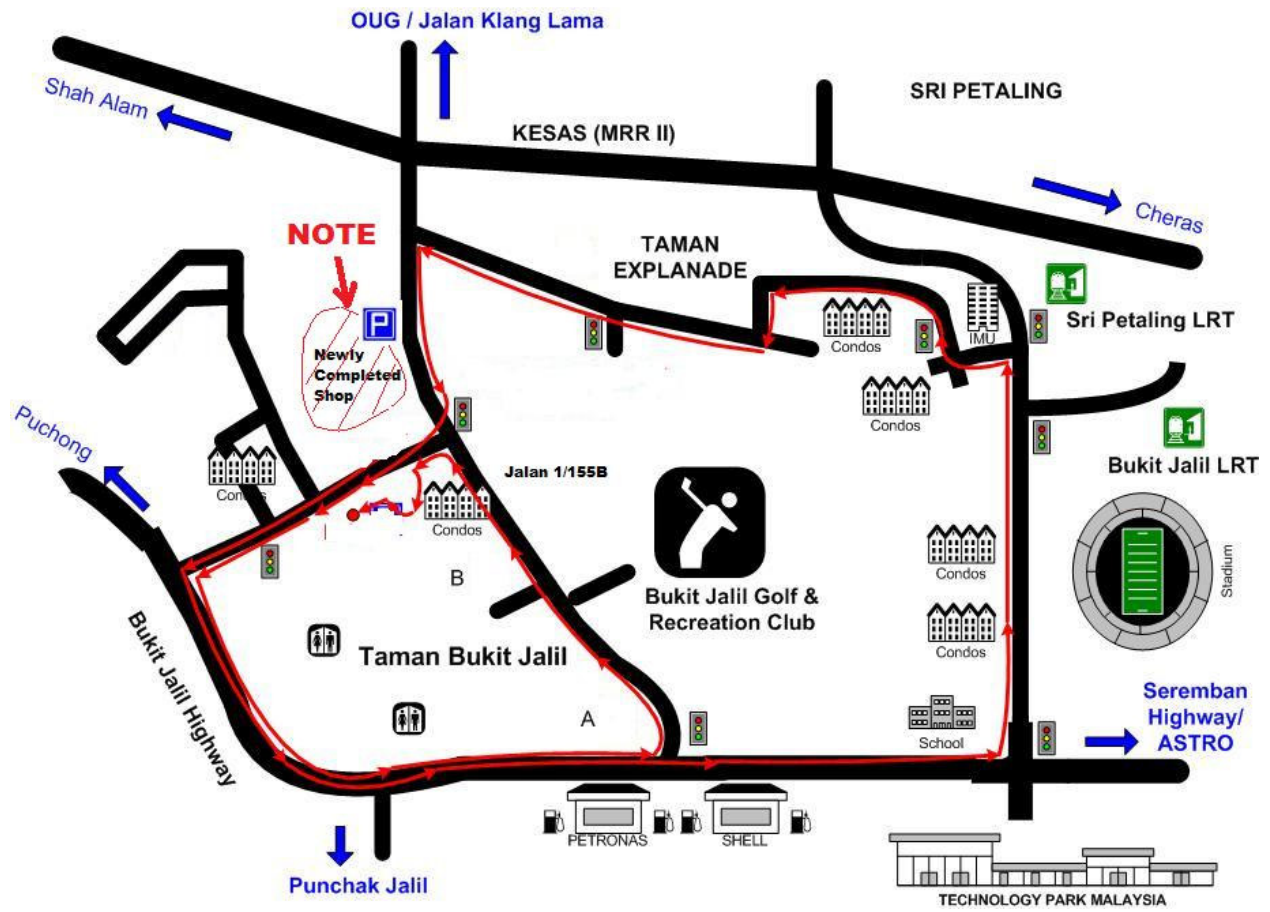 OUG / Jalan Klang Lama
Shah Alam
SRI PETALING
KESAS (MRR II)
Cheras
NOTE
TAMAN
EXPLANADE
P
Newly
Completed
Shop
Condos
IMU
Sri Petaling LRT
Condos
Puchong
Condos
Jalan 1/155B
Bukit Jalil LRT
Condos
B
Condos
Stadium
Bukit Jalil Golf &
Recreation Club
Condos
Taman Bukit Jalil
Bukit Jalil Highway
A
School
Seremban
Highway/
ASTRO
PETRONAS
SHELL
Punchak Jalil
TECHNOLOGY PARK MALAYSIA